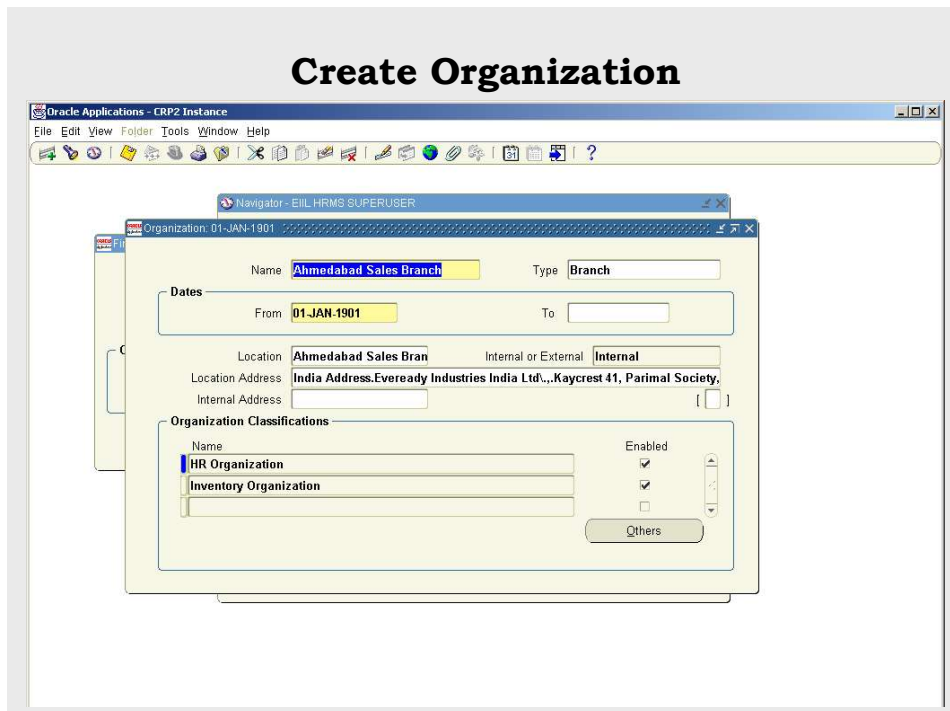 Create Organization
Oracle Applications - CRP2 Instance
File Edit View Folder Tools Window Help
Navigator - EIIL HRMS SUPERUSER
Organization: 01-JAN-1901
Fi
Name Ahmedabad Sales Branch Type Branch
Dates
From 01-JAN-1901 To
Location Ahmedabad Sales Bran Internal or External Internal
Location Address India Address.Eveready Industries India Ltd\.,.Kaycrest 41, Parimal Society,
Internal Address [ ]
Organization Classifications
Name Enabled
HR Organization
Inventory Organization
Others